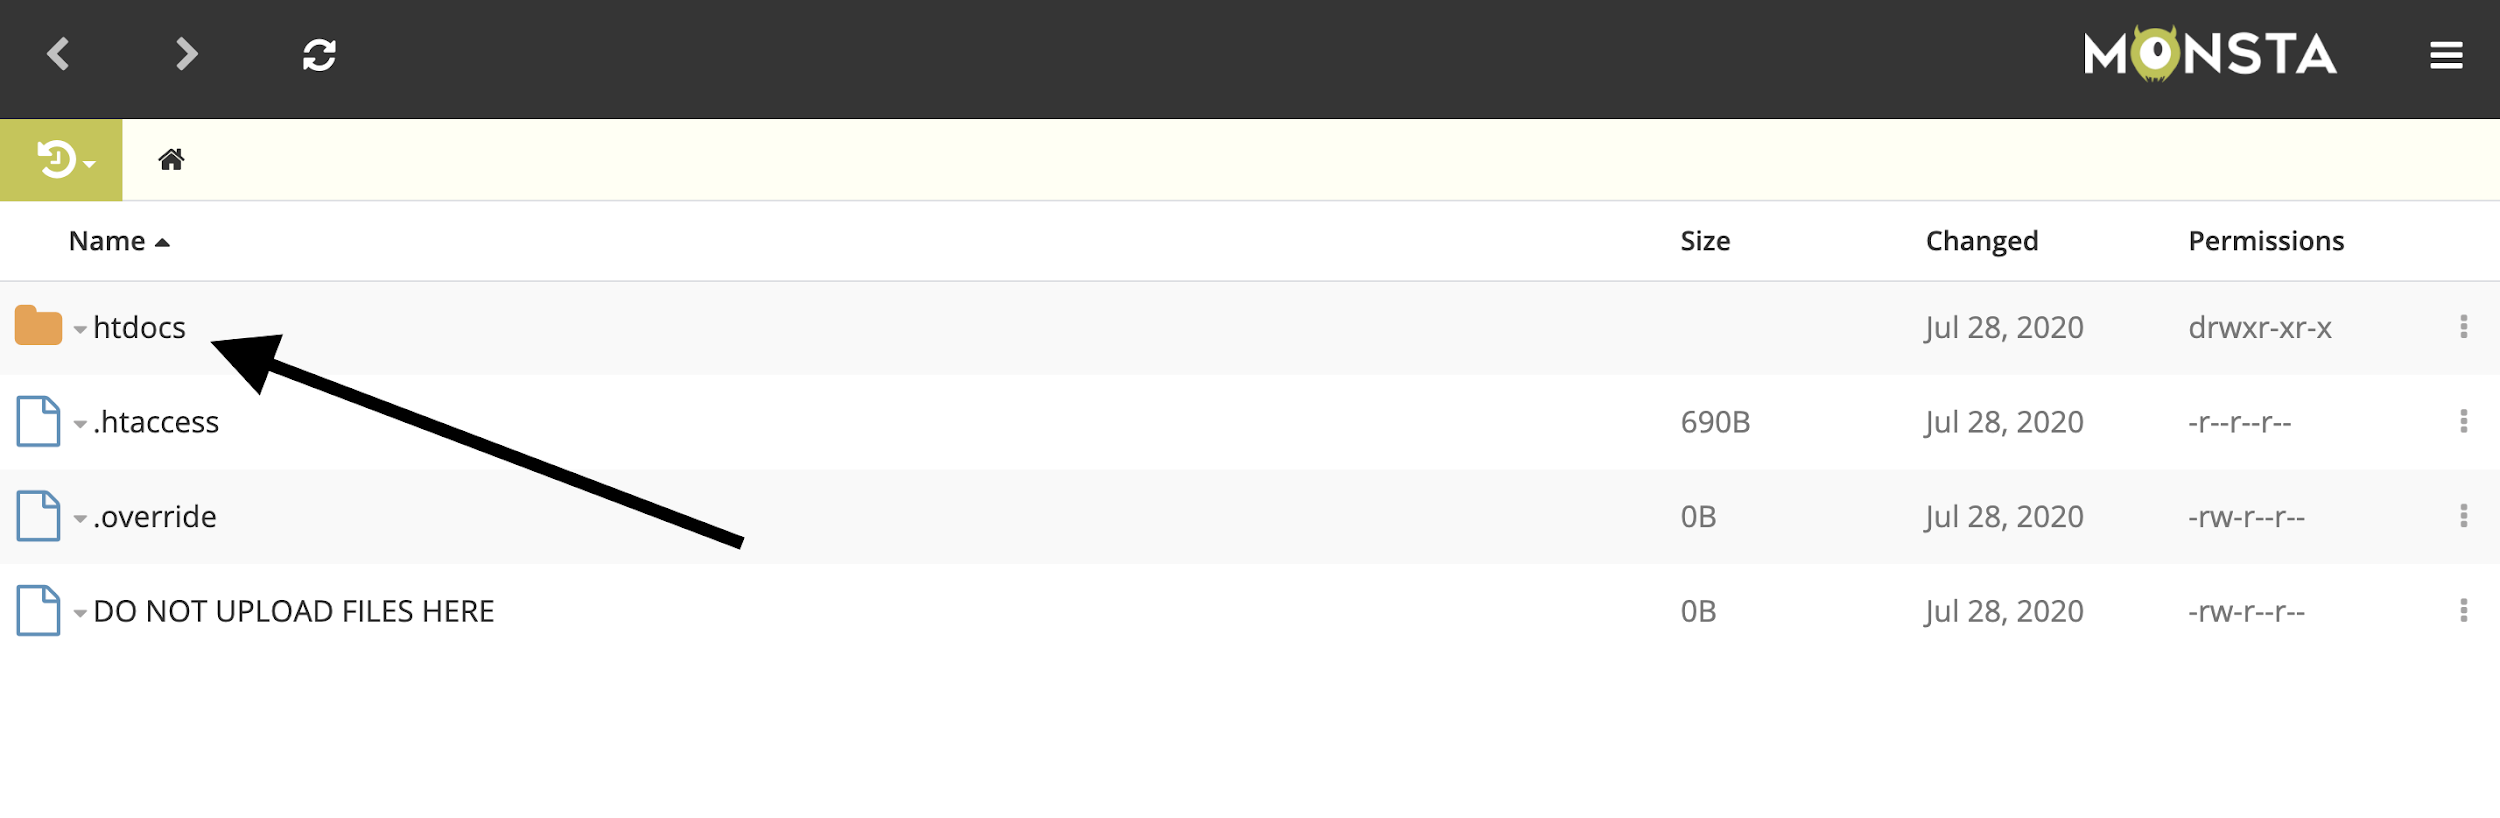 MONSTA
Name Size Changed Permissions
htdocs Jul 28, 2020 drwxr-xr-x
.htaccess 690B Jul 28, 2020 -r--r--r--
.override 0B Jul 28, 2020 -rw-r--r--
DO NOT UPLOAD FILES HERE 0B Jul 28, 2020 -rw-r--r--